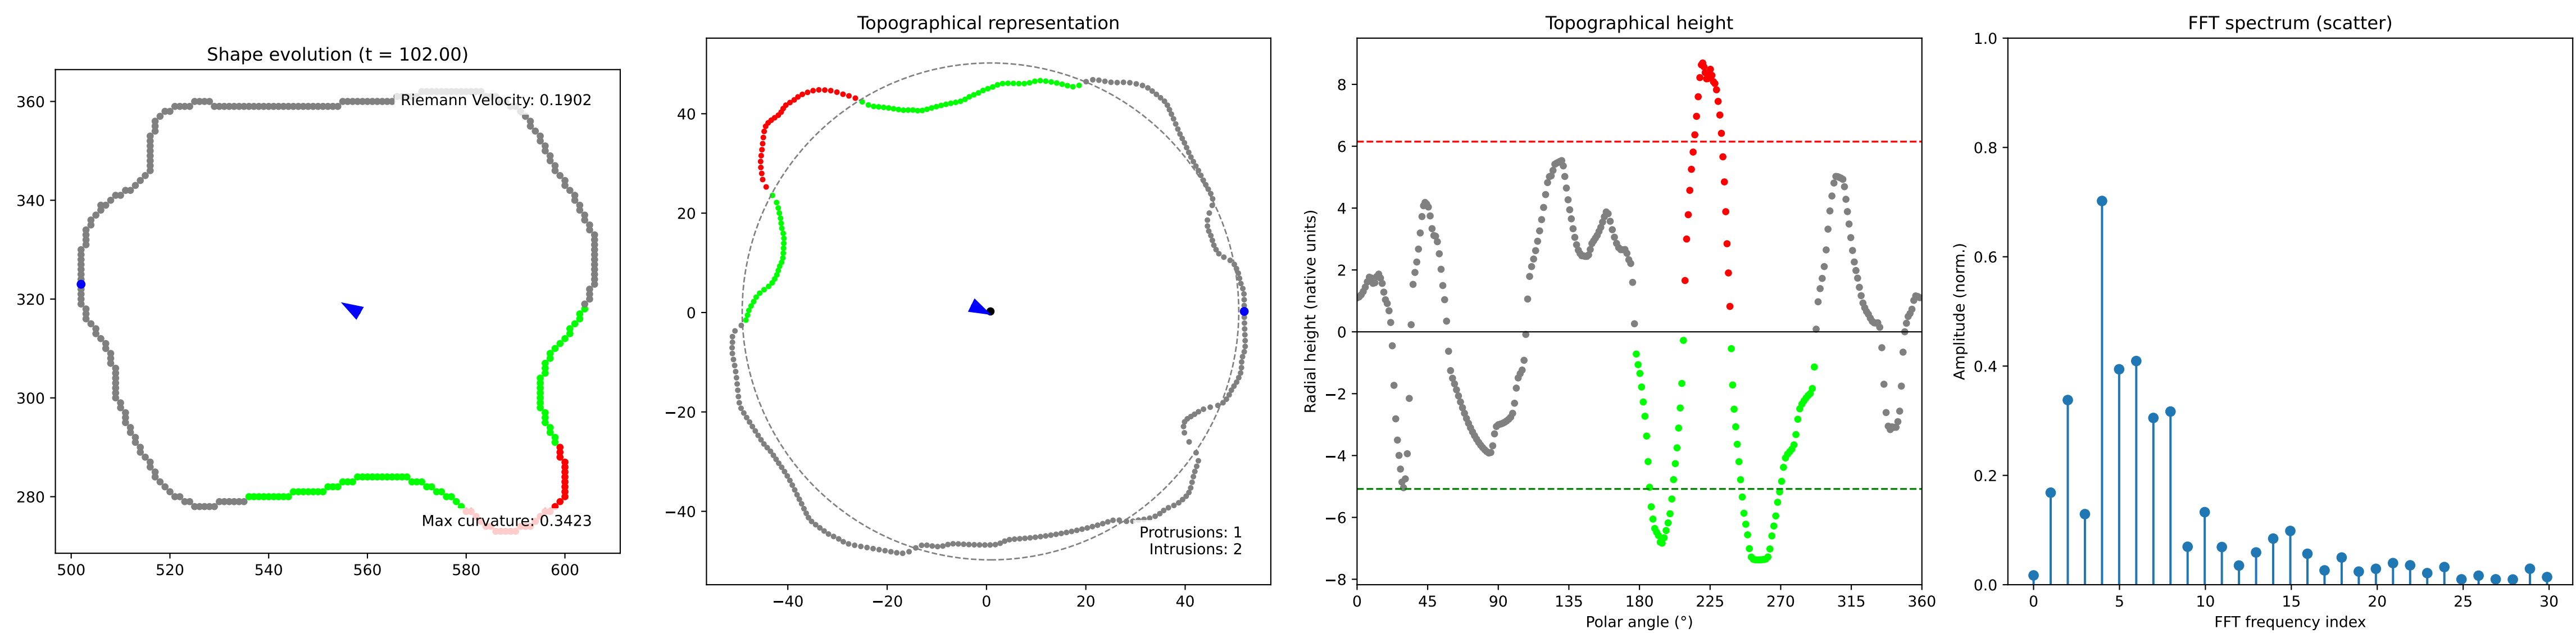 Shape evolution (t = 102.00)
Riemann Velocity: 0.1902
Max curvature: 0.3423
360
340
320
300
280
500 520 540 560 580 600
Topographical representation
40
20
0
−20
−40
−40 −20 0 20 40
Protrusions: 1
Intrusions: 2
Topographical height
Radial height (native units)
8
6
4
2
0
−2
−4
−6
−8
0 45 90 135 180 225 270 315 360
Polar angle (°)
FFT spectrum (scatter)
Amplitude (norm.)
1.0
0.8
0.6
0.4
0.2
0.0
0 5 10 15 20 25 30
FFT frequency index